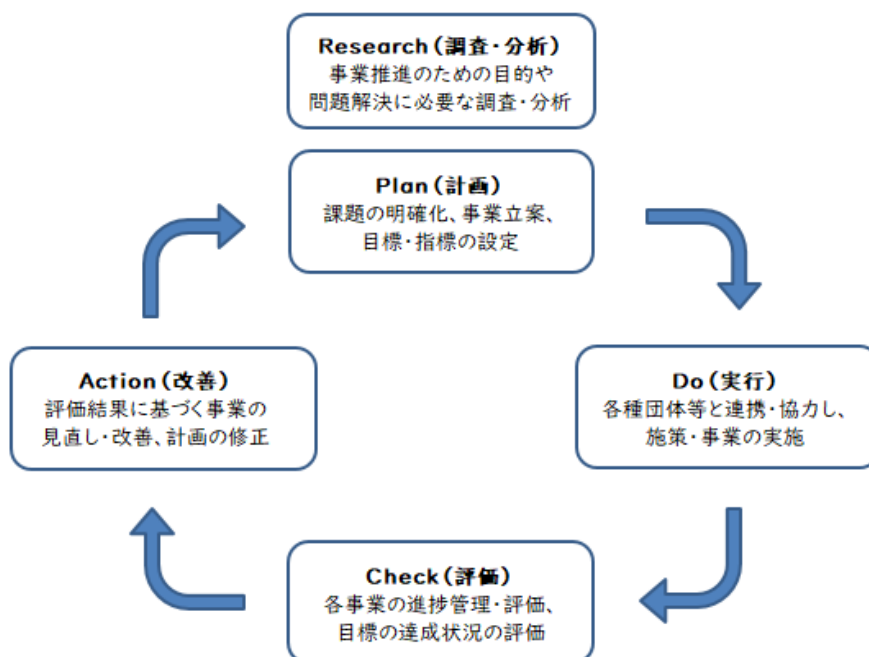 Research（調査・分析）
事業推進のための目的や
問題解決に必要な調査・分析
Plan（計画）
課題の明確化、事業立案、
目標・指標の設定
Action（改善）
評価結果に基づく事業の
見直し・改善、計画の修正
Do（実行）
各種団体等と連携・協力し、
施策・事業の実施
Check（評価）
各事業の進捗管理・評価、
目標の達成状況の評価